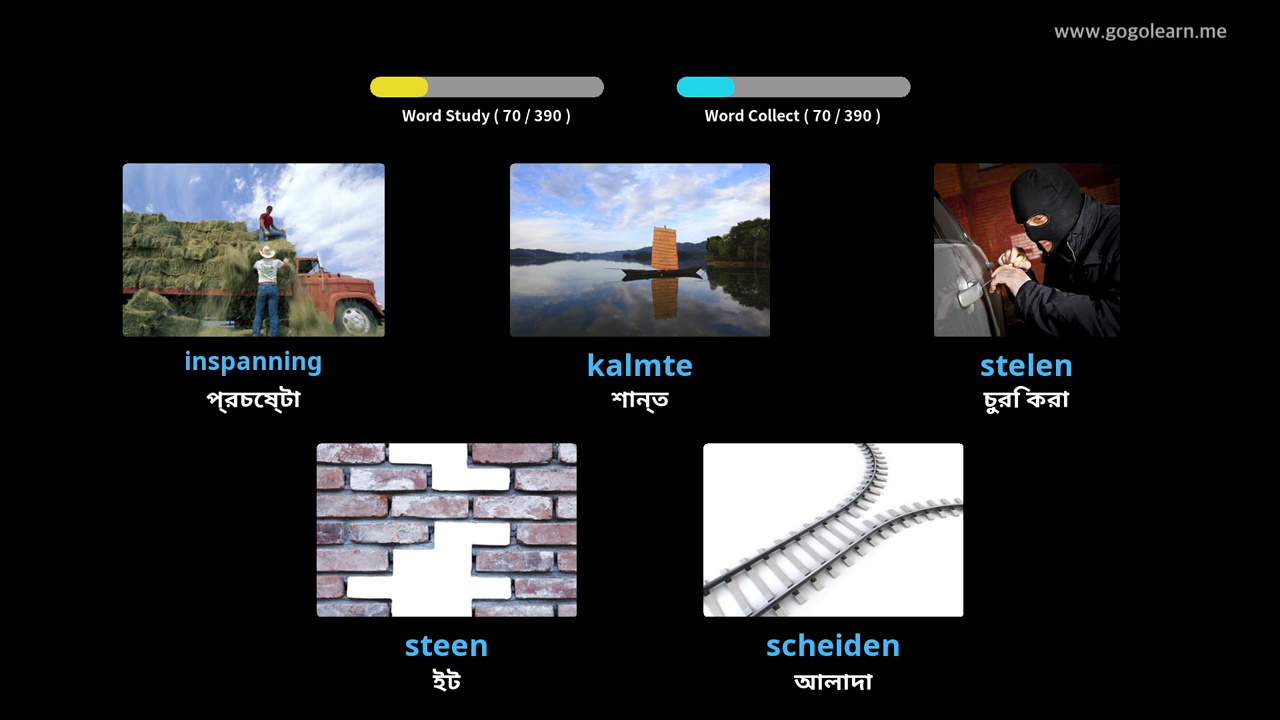 www.gogolearn.me
Word Study ( 70 / 390 )
Word Collect ( 70 / 390 )
inspanning
প্রচেষ্টা
kalmte
শান্ত
stelen
চুরি করা
steen
ইট
scheiden
আলাদা